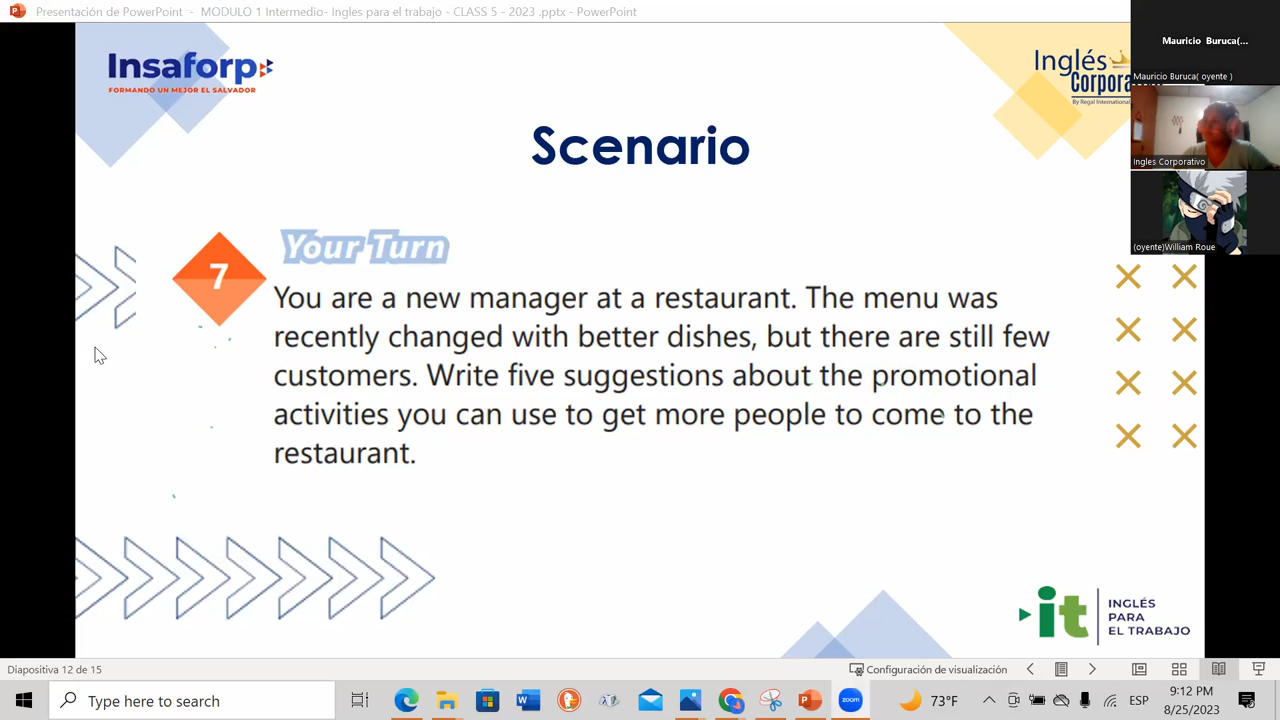 Presentación de PowerPoint - MODULO 1 Intermedio- Ingles para el trabajo - CLASS 5 - 2023 .pptx - PowerPoint
Mauricio Buruca(...
Mauricio Buruca( oyente )
Insaforp
FORMANDO UN MEJOR EL SALVADOR
Inglés
Corpora
By Regal International
Ingles Corporativo
(oyente)William Roue
Scenario
7
Your Turn
You are a new manager at a restaurant. The menu was
recently changed with better dishes, but there are still few
customers. Write five suggestions about the promotional
activities you can use to get more people to come to the
restaurant.
it
INGLÉS
PARA
EL TRABAJO
Diapositiva 12 de 15
Configuración de visualización
Type here to search
zoom
73°F
ESP
9:12 PM
8/25/2023